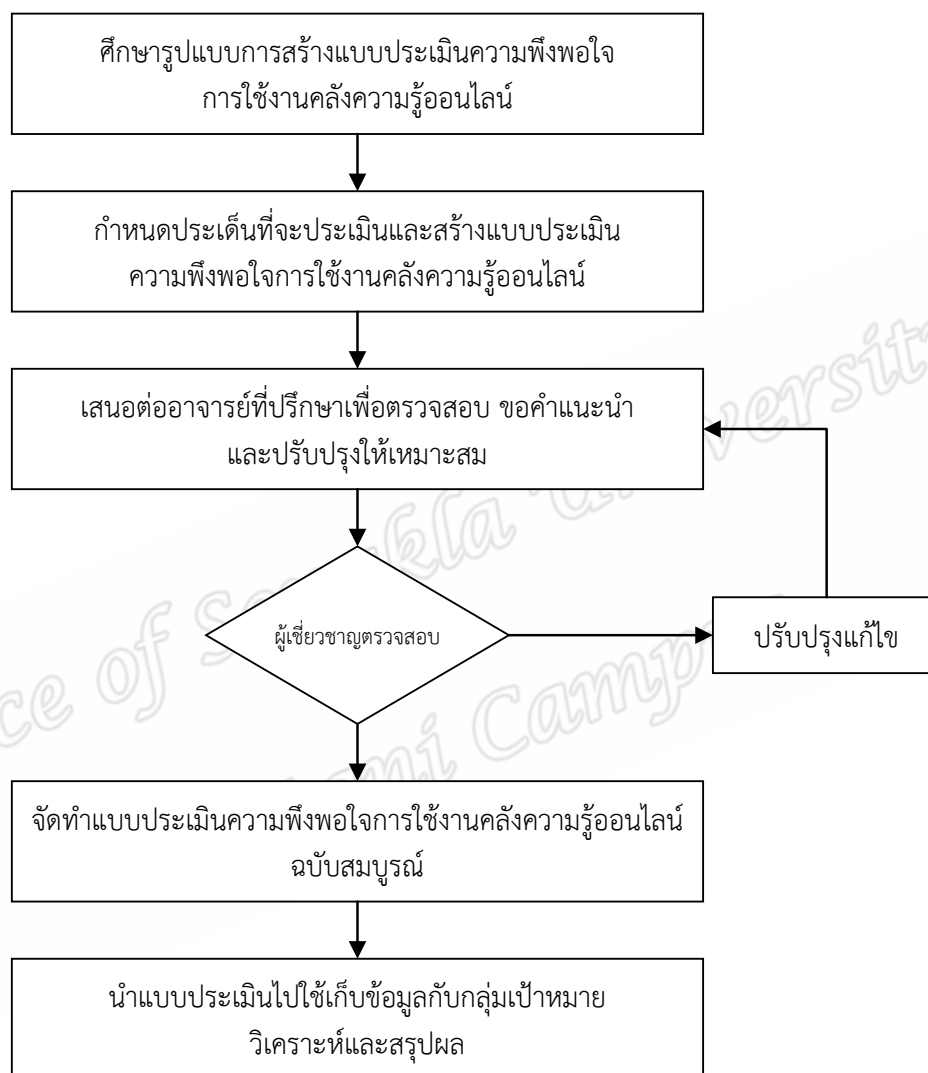 ศึกษารูปแบบการสร้างแบบประเมินความพึงพอใจ
การใช้งานคลังความรู้ออนไลน์
กำหนดประเด็นที่จะประเมินและสร้างแบบประเมิน
ความพึงพอใจการใช้งานคลังความรู้ออนไลน์
เสนอต่ออาจารย์ที่ปรึกษาเพื่อตรวจสอบ ขอคำแนะนำ
และปรับปรุงให้เหมาะสม
ผู้เชี่ยวชาญตรวจสอบ
ปรับปรุงแก้ไข
จัดทำแบบประเมินความพึงพอใจการใช้งานคลังความรู้ออนไลน์
ฉบับสมบูรณ์
นำแบบประเมินไปใช้เก็บข้อมูลกับกลุ่มเป้าหมาย
วิเคราะห์และสรุปผล
of